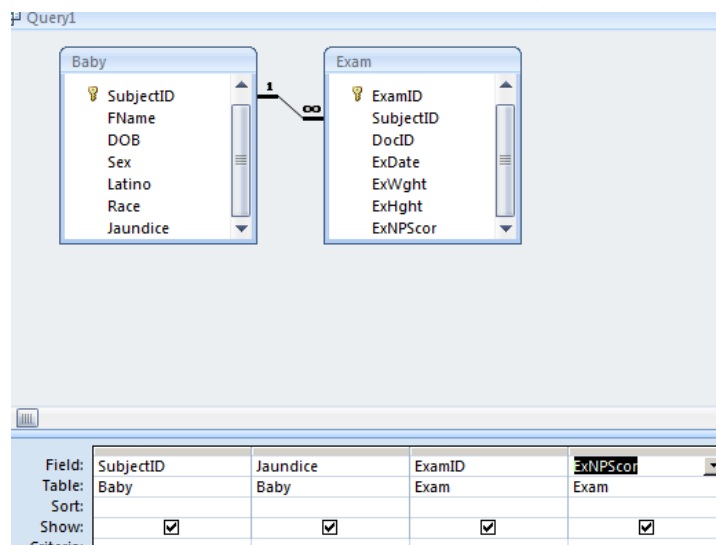 Query1
Baby
SubjectID
FName
DOB
Sex
Latino
Race
Jaundice
1
∞
Exam
ExamID
SubjectID
DocID
ExDate
ExWght
ExHght
ExNPScor
Field: SubjectID Jaundice ExamID ExNPScor
Table: Baby Baby Exam Exam
Sort:
Show:
Criteria: